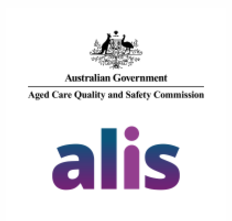 Australian Government
Aged Care Quality and Safety Commission
alis